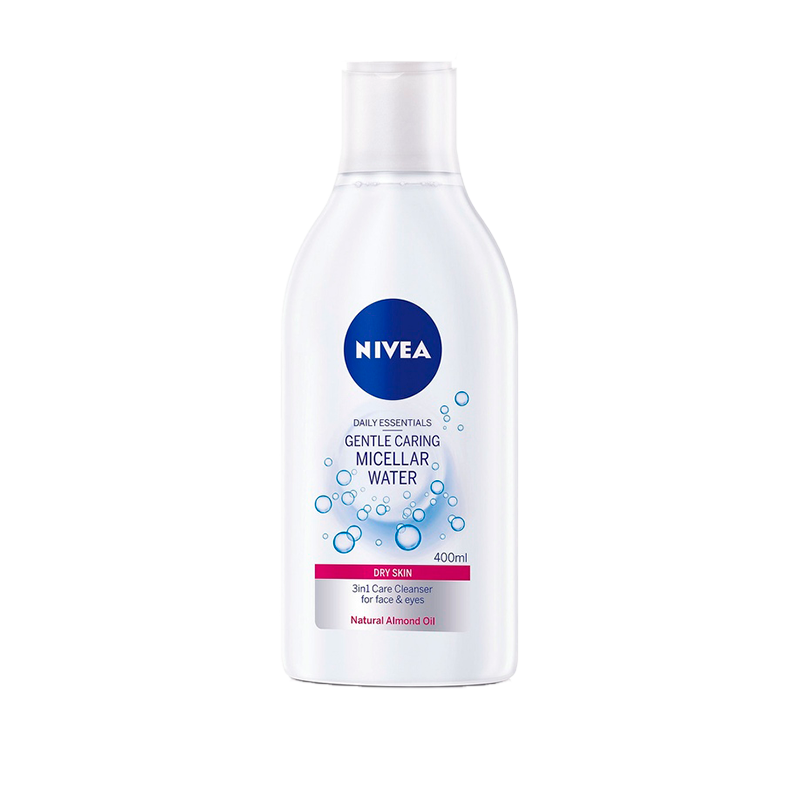 NIVEA
DAILY ESSENTIALS
GENTLE CARING
MICELLAR
WATER
400ml
DRY SKIN
3in1 Care Cleanser
for face & eyes
Natural Almond Oil